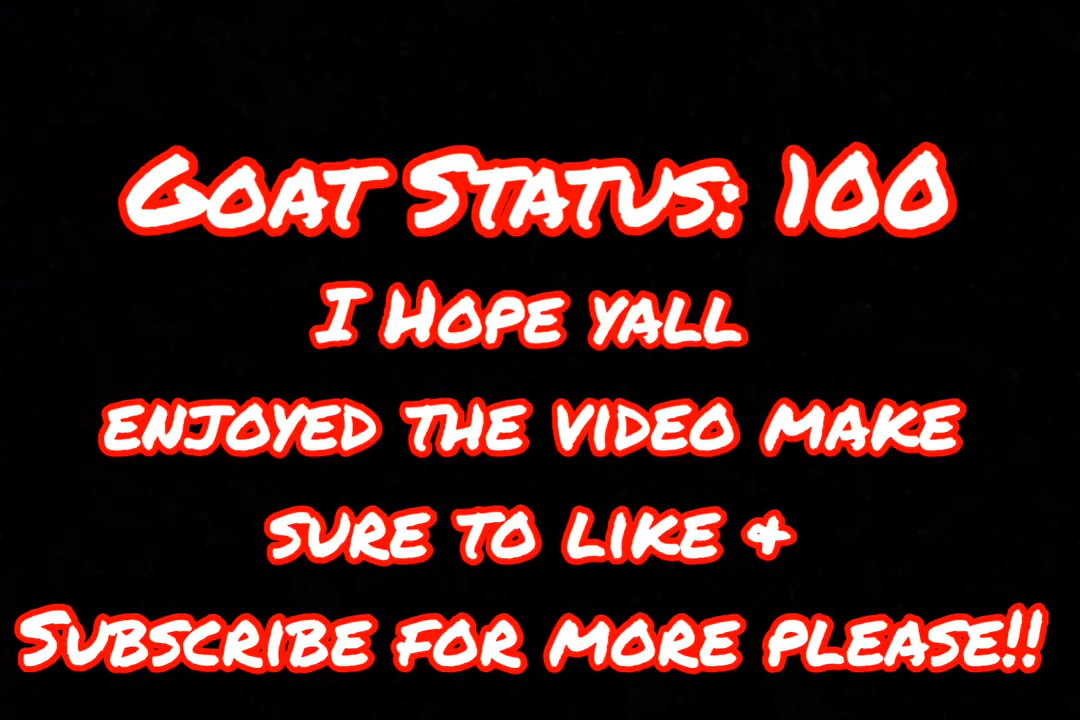 Goat Status: 100
I Hope yall
enjoyed the video make
sure to like &
Subscribe for more please!!